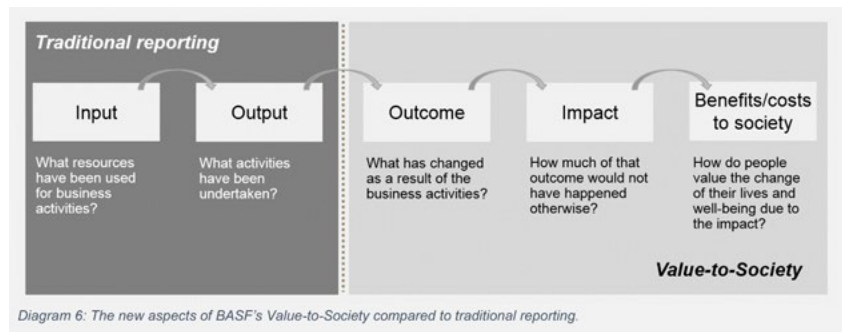 Traditional reporting
Input
Output
Outcome
Impact
Benefits/costs
to society
What resources
have been used
for business
activities?
What activities
have been
undertaken?
What has changed
as a result of the
business activities?
How much of that
outcome would not
have happened
otherwise?
How do people
value the change
of their lives and
well-being due to
the impact?
Value-to-Society
Diagram 6: The new aspects of BASF's Value-to-Society compared to traditional reporting.